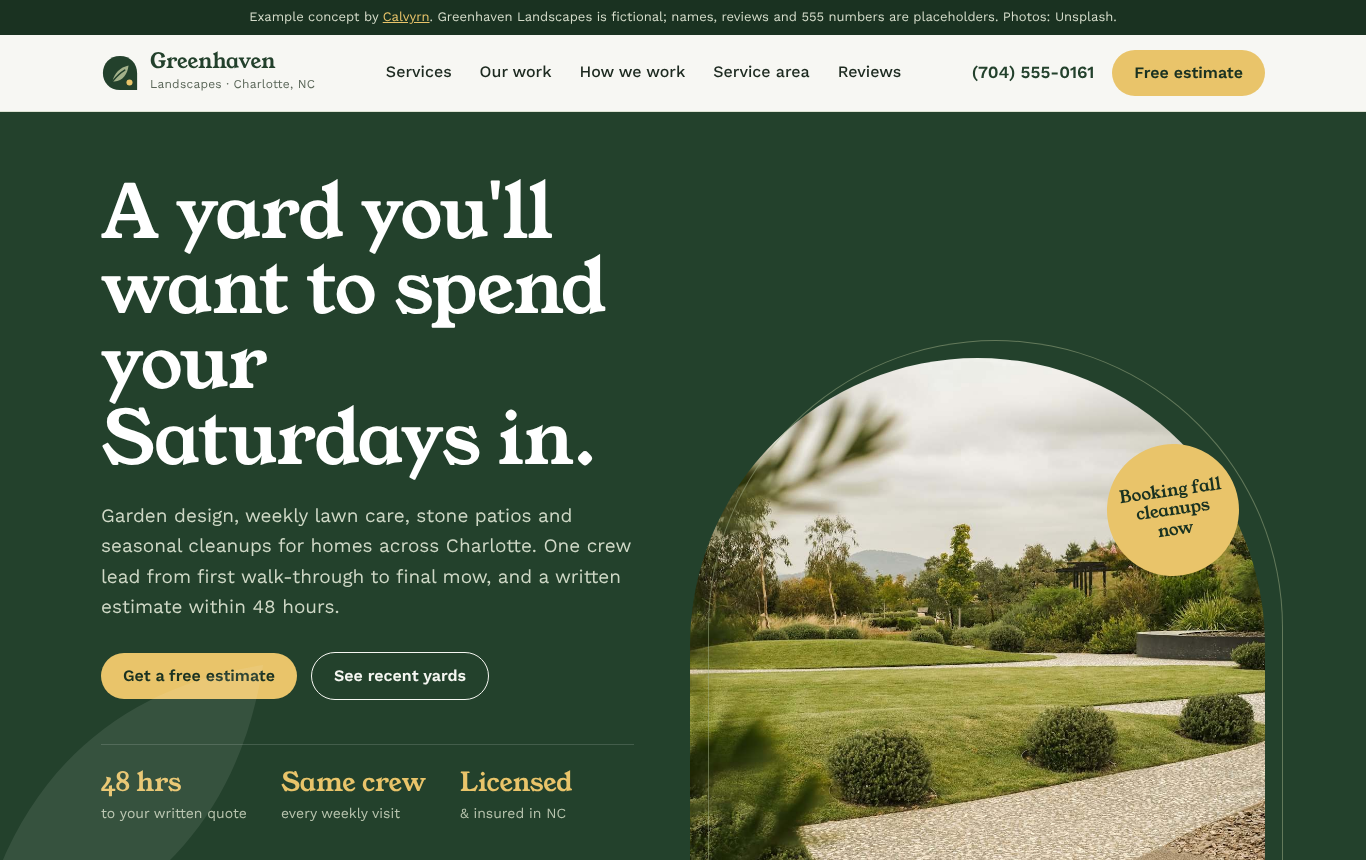 Example concept by Calvyrn. Greenhaven Landscapes is fictional; names, reviews and 555 numbers are placeholders. Photos: Unsplash.
Greenhaven
Landscapes · Charlotte, NC
Services
Our work
How we work
Service area
Reviews
(704) 555-0161
Free estimate
A yard you'll
want to spend
your
Saturdays in.
Garden design, weekly lawn care, stone patios and
seasonal cleanups for homes across Charlotte. One crew
lead from first walk-through to final mow, and a written
estimate within 48 hours.
Get a free estimate
See recent yards
48 hrs
to your written quote
Same crew
every weekly visit
Licensed
& insured in NC
Booking fall
cleanups
now